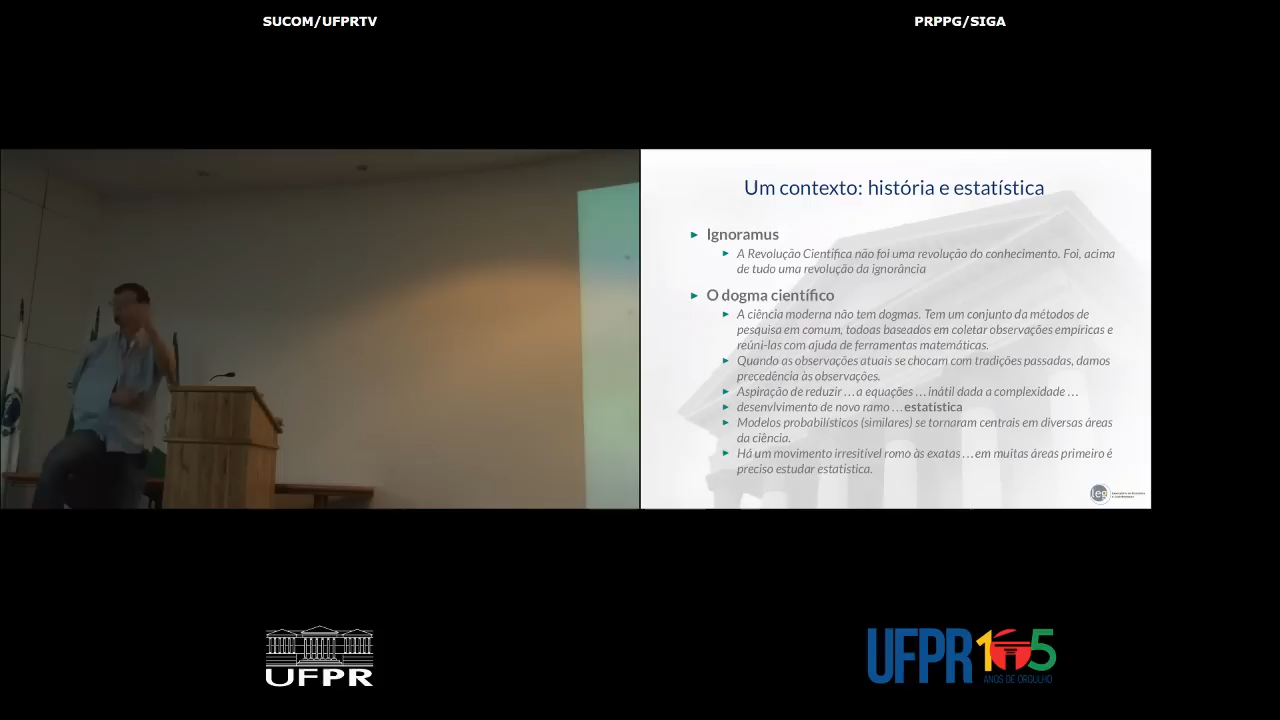 SUCOM/UFPRTV
PRPPG/SIGA
Um contexto: história e estatística
Ignoramus
A Revolução Científica não foi uma revolução do conhecimento. Foi, acima
de tudo uma revolução da ignorância
O dogma científico
A ciência moderna não tem dogmas. Tem um conjunto da métodos de
pesquisa em comum, todoas baseados em coletar observações empíricas e
reúni-las com ajuda de ferramentas matemáticas.
Quando as observações atuais se chocam com tradições passadas, damos
precedência às observações.
Aspiração de reduzir ... a equações ... inátil dada a complexidade ...
desenvlvimento de novo ramo ... estatística
Modelos probabilísticos (similares) se tornaram centrais em diversas áreas
da ciência.
Há um movimento irresitível romo às exatas ... em muitas áreas primeiro é
preciso estudar estatistica.
leg
UFPR
UFPR 105
ANOS DE ORGULHO